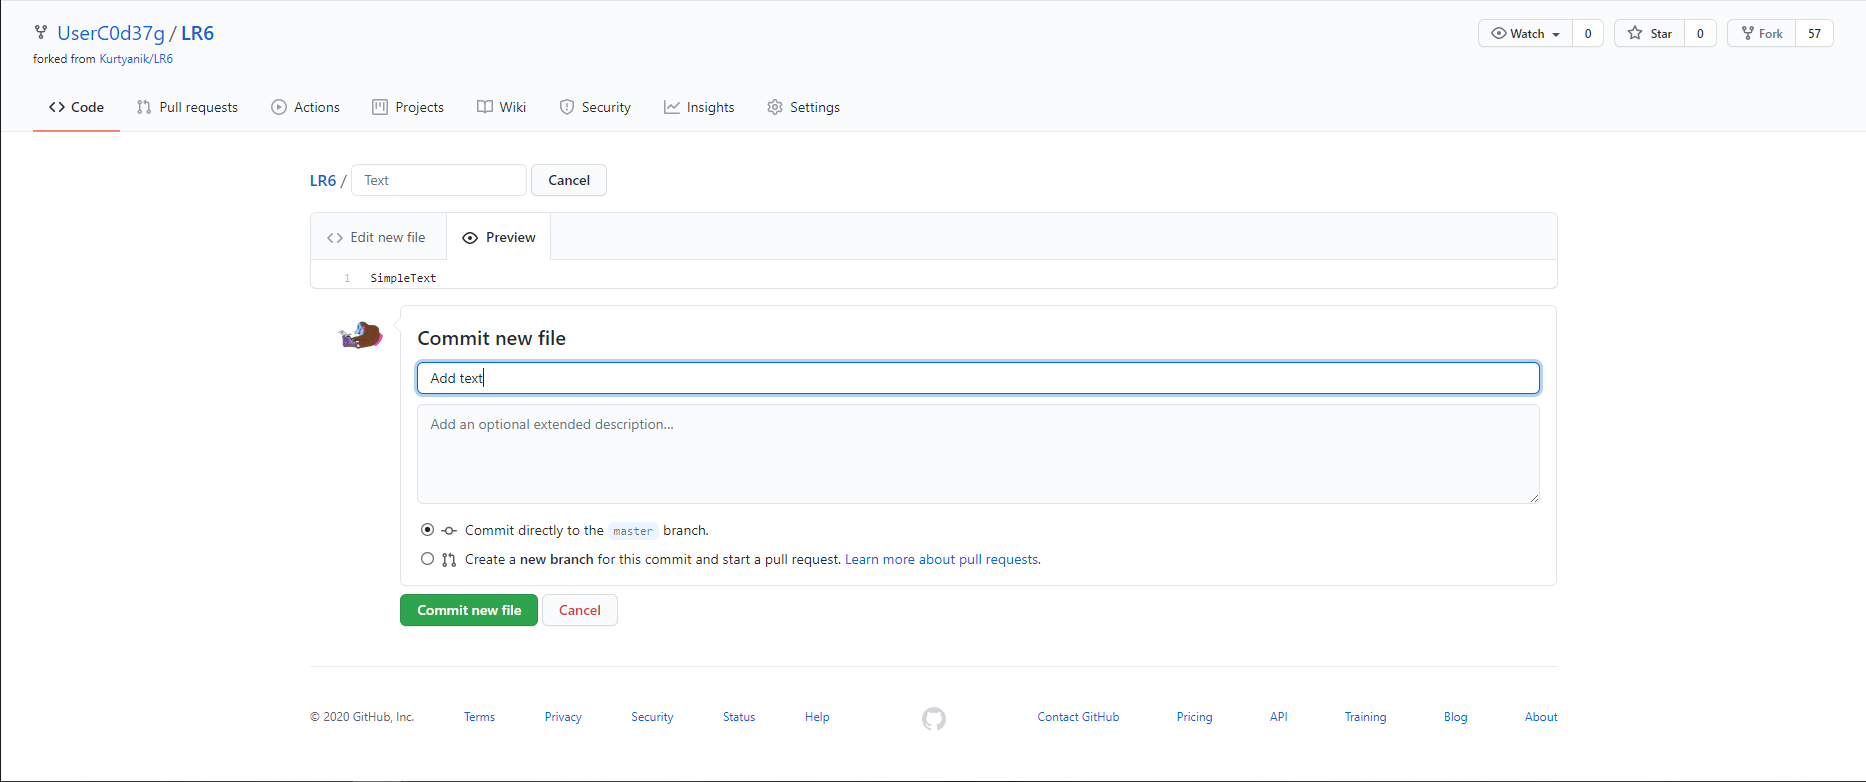 UserC0d37g / LR6
Watch 0 Star 0 Fork 57
forked from Kurtyanik/LR6
Code Pull requests Actions Projects Wiki Security Insights Settings
LR6 / Text Cancel
Edit new file Preview
1 SimpleText
Commit new file
Add text
Add an optional extended description...
Commit directly to the master branch.
Create a new branch for this commit and start a pull request. Learn more about pull requests.
Commit new file Cancel
© 2020 GitHub, Inc. Terms Privacy Security Status Help Contact GitHub Pricing API Training Blog About